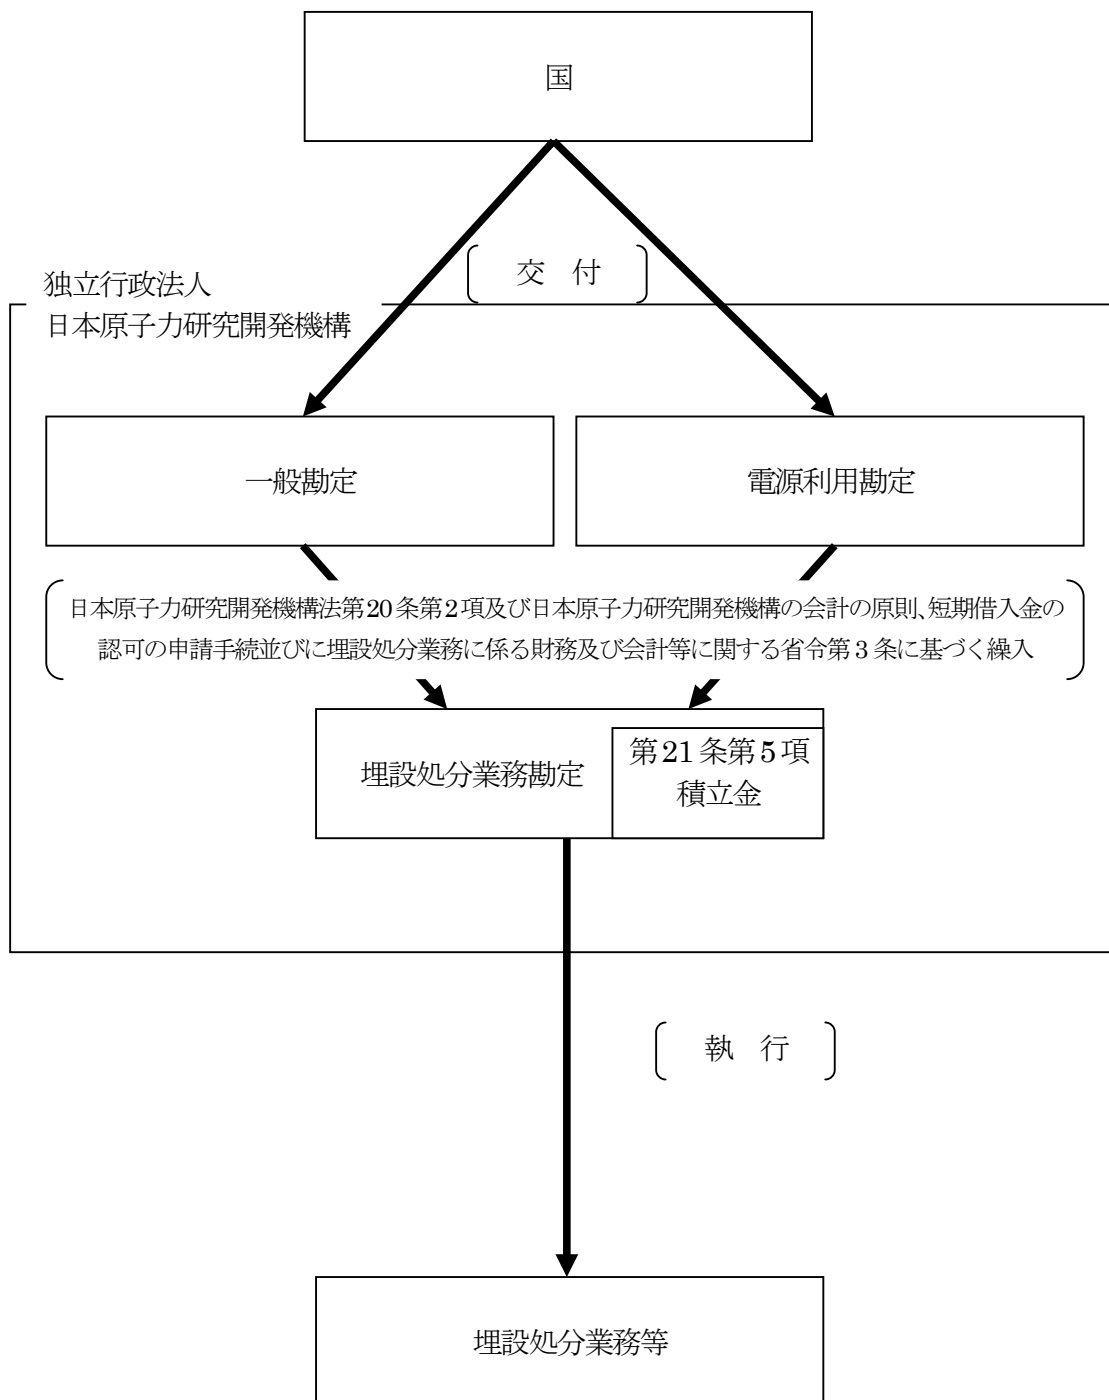 国
交 付
独立行政法人
日本原子力研究開発機構
一般勘定
電源利用勘定
日本原子力研究開発機構法第20条第2項及び日本原子力研究開発機構の会計の原則、短期借入金の
認可の申請手続並びに埋設処分業務に係る財務及び会計等に関する省令第3条に基づく繰入
埋設処分業務勘定
第21条第5項
積立金
執 行
埋設処分業務等